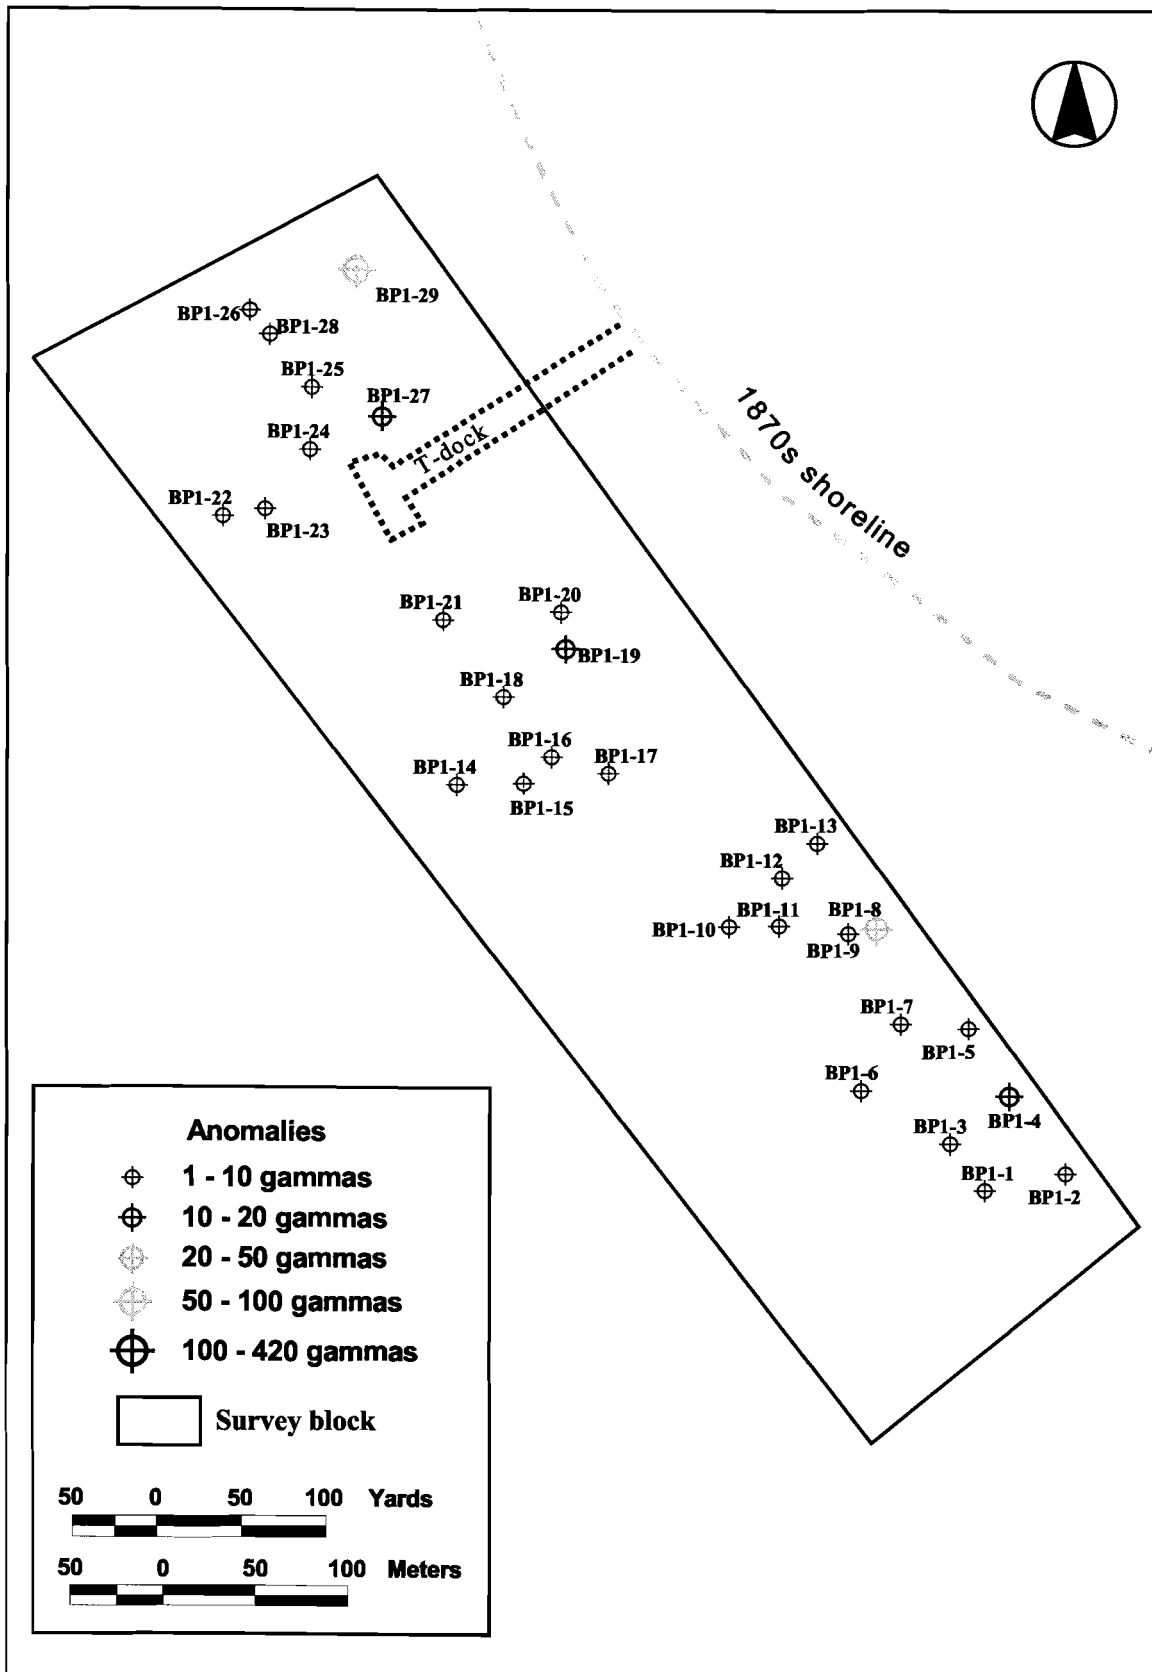 BP1-29
BP1-26
BP1-28
BP1-25
BP1-27
BP1-24
T-dock
1870s shoreline
BP1-22
BP1-23
BP1-21
BP1-20
BP1-19
BP1-18
BP1-16
BP1-17
BP1-14
BP1-15
BP1-13
BP1-12
BP1-8
BP1-11
BP1-10
BP1-9
BP1-7
BP1-5
BP1-6
BP1-4
BP1-3
BP1-1
BP1-2
Anomalies
1 - 10 gammas
10 - 20 gammas
20 - 50 gammas
50 - 100 gammas
100 - 420 gammas
Survey block
50 0 50 100 Yards
50 0 50 100 Meters